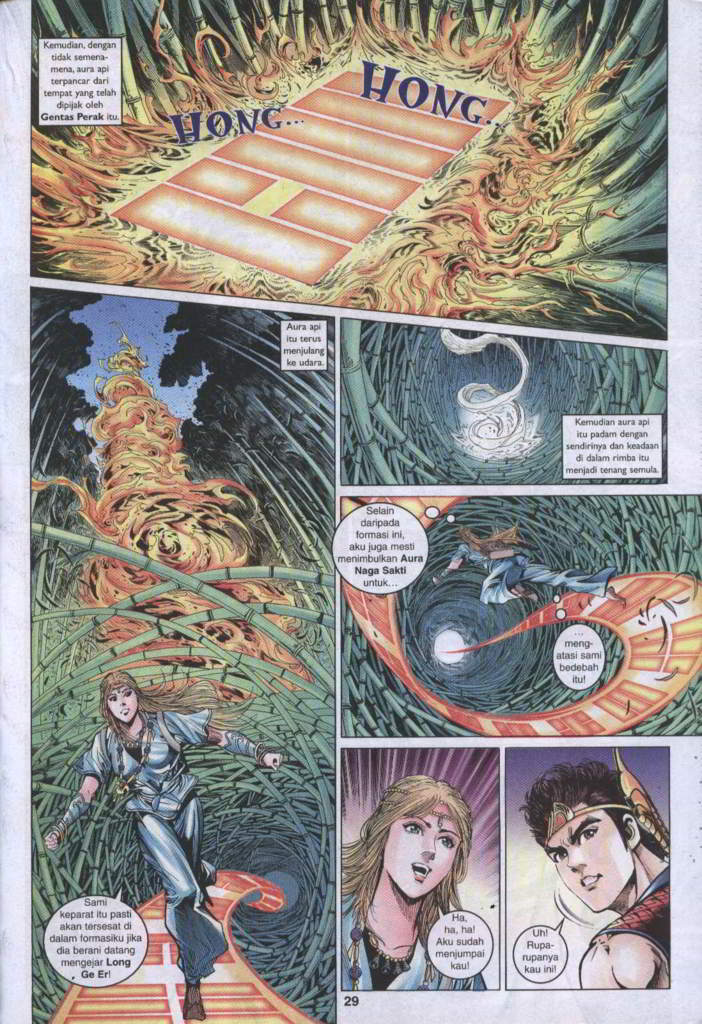 Kemudian, dengan
tidak semena-
mena, aura api
terpancar dari
tempat yang telah
dipijak oleh
Gentas Perak itu.
HONG...
HONG...
Aura api
itu terus
menjulang
ke udara.
Kemudian aura api
itu padam dengan
sendirinya dan keadaan
di dalam rimba itu
menjadi tenang semula.
Selain
daripada
formasi ini,
aku juga mesti
menimbulkan Aura
Naga Sakti
untuk...
...
meng-
atasi sami
bedebah
itu!
Sami
keparat itu pasti
akan tersesat di
dalam formasiku jika
dia berani datang
mengejar Long
Ge Er!
Ha,
ha, ha!
Aku sudah
menjumpai
kau!
Uh!
Rupa-
rupanya
kau ini!
29